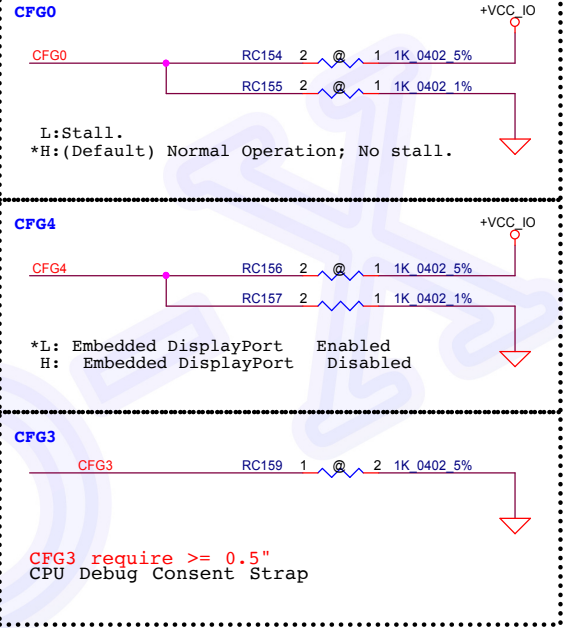 CFG0
+VCC_IO
CFG0 RC154 2 @ 1 1K_0402_5%
RC155 2 @ 1 1K_0402_1%
L:Stall.
*H:(Default) Normal Operation; No stall.
CFG4
+VCC_IO
CFG4 RC156 2 @ 1 1K_0402_5%
RC157 2 1 1K_0402_1%
*L: Embedded DisplayPort Enabled
H: Embedded DisplayPort Disabled
CFG3
CFG3 RC159 1 @ 2 1K_0402_5%
CFG3 require >= 0.5"
CPU Debug Consent Strap